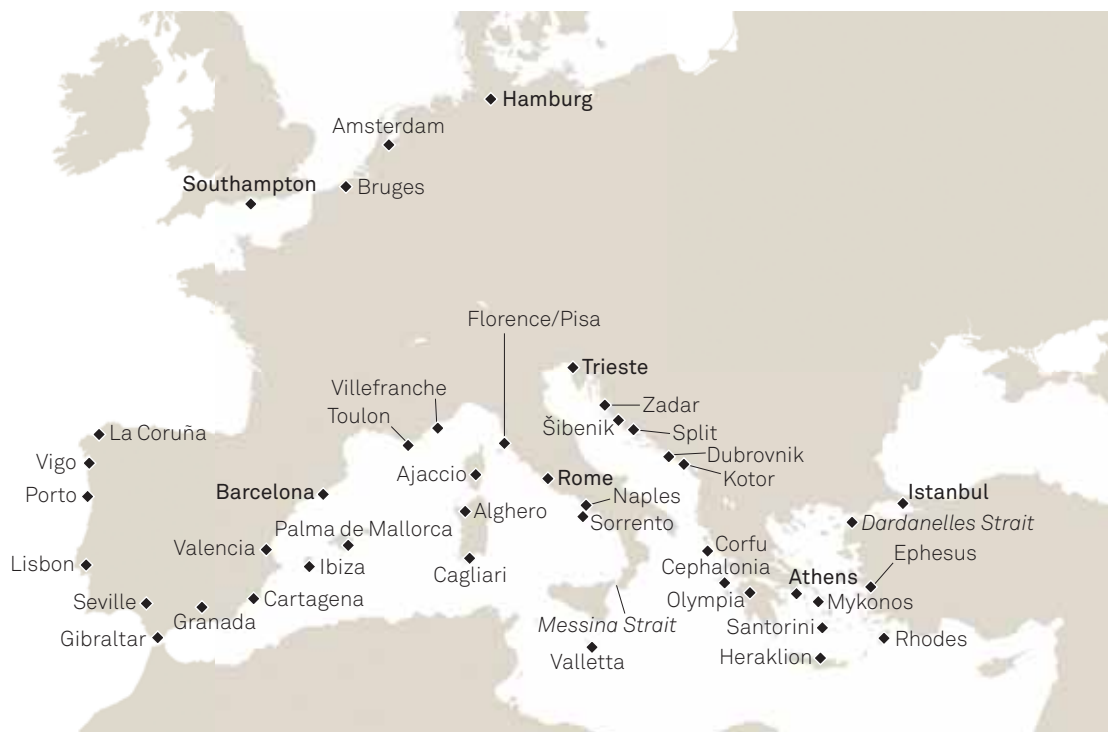 Hamburg
Amsterdam
Southampton
Bruges
Florence/Pisa
Trieste
Villefranche
Toulon
Zadar
Šibenik
Split
La Coruña
Dubrovnik
Vigo
Ajaccio
Rome
Kotor
Porto
Barcelona
Naples
Istanbul
Alghero
Sorrento
Dardanelles Strait
Palma de Mallorca
Valencia
Corfu
Ephesus
Lisbon
Ibiza
Cagliari
Cephalonia
Athens
Seville
Cartagena
Olympia
Mykonos
Granada
Messina Strait
Santorini
Gibraltar
Rhodes
Valletta
Heraklion